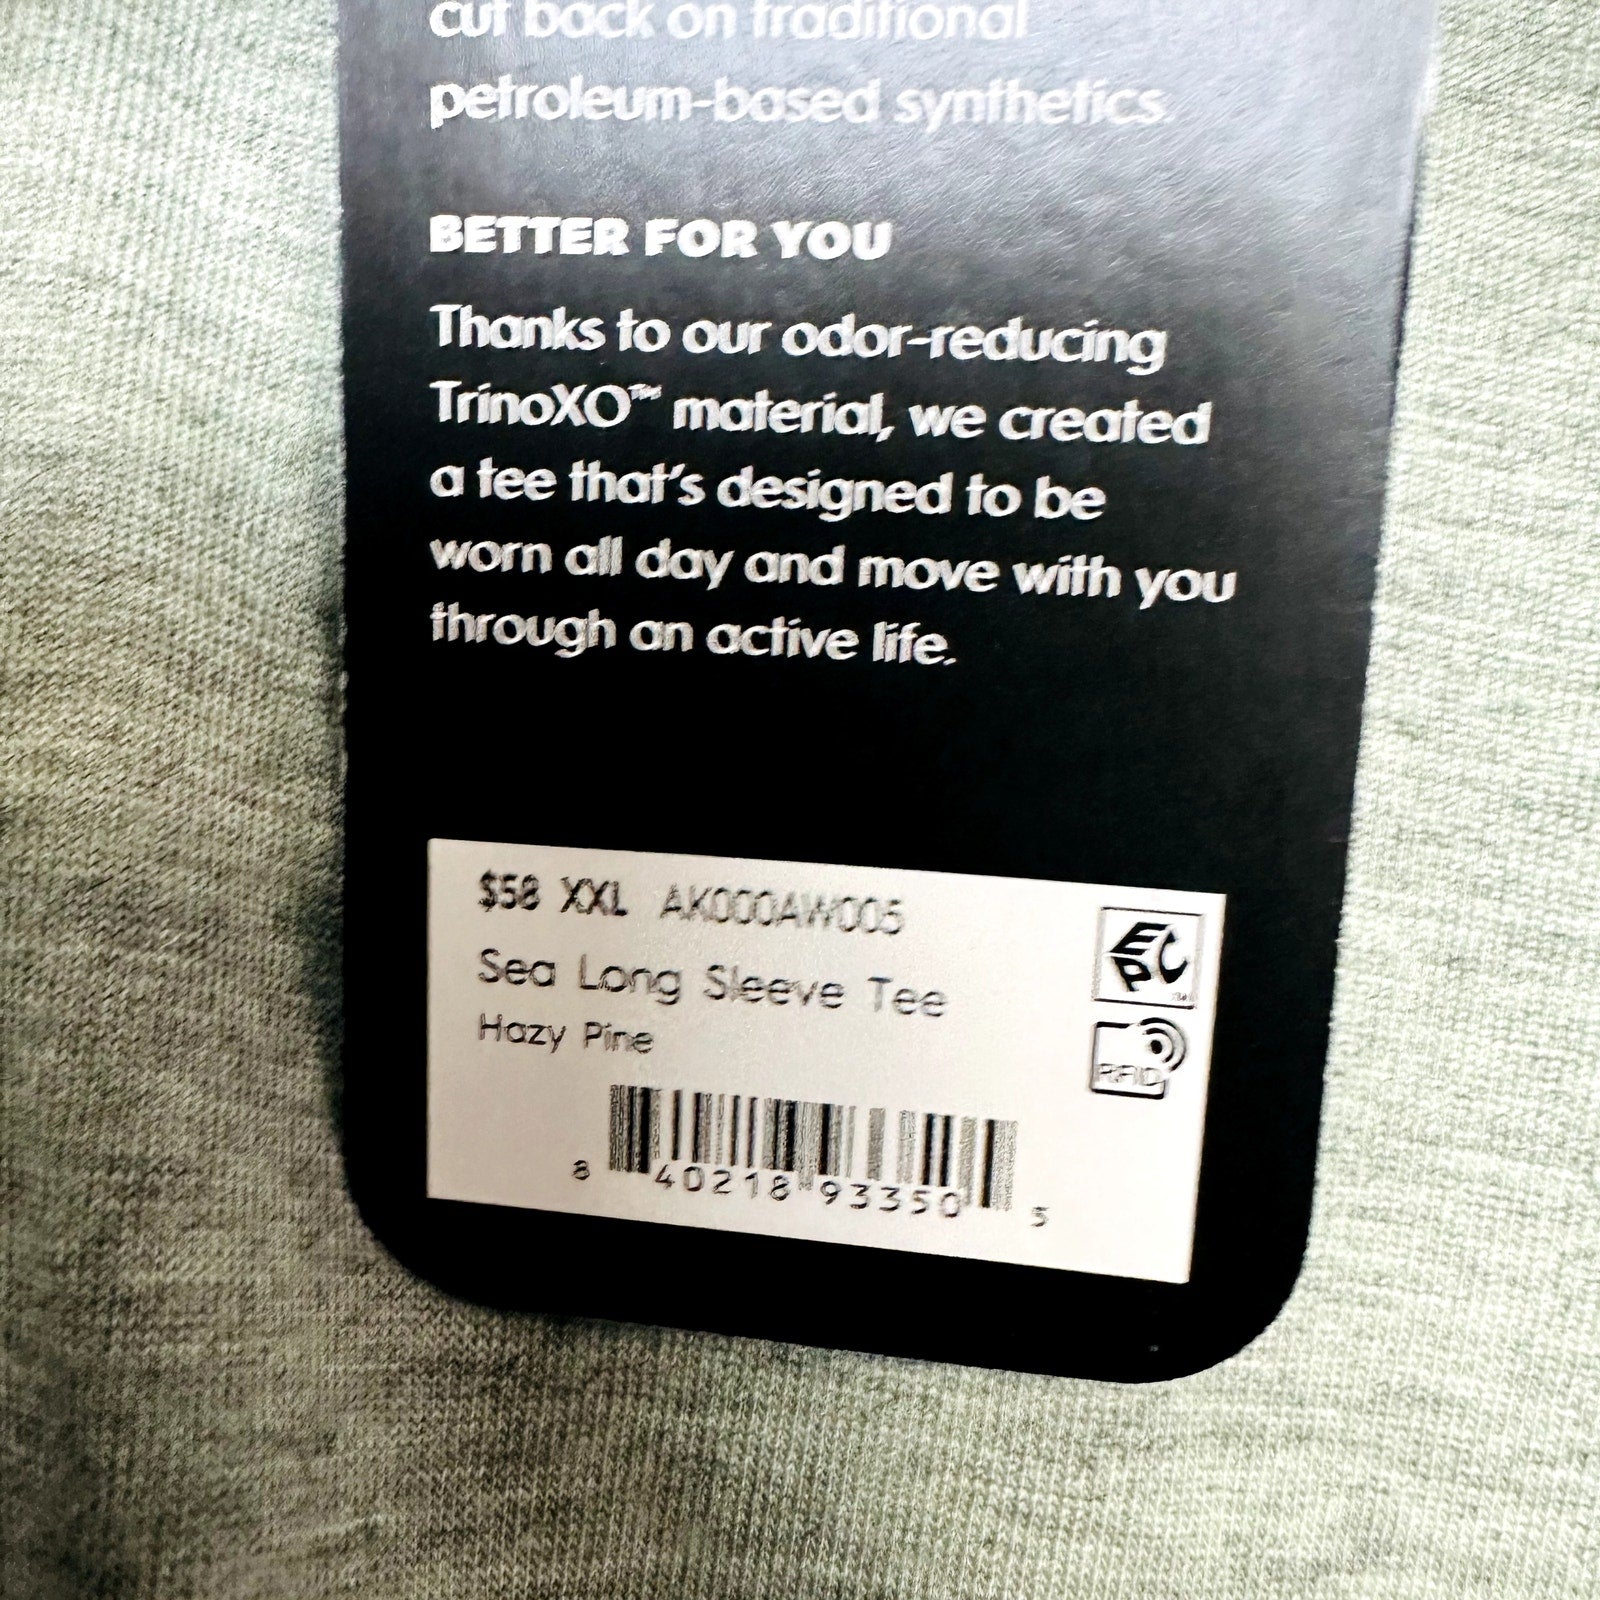 cut back on traditional
petroleum-based synthetics.
BETTER FOR YOU
Thanks to our odor-reducing
TrinoXO™ material, we created
a tee that's designed to be
worn all day and move with you
through an active life.
$58 XXL AK000AW005
Sea Long Sleeve Tee
Hazy Pine
EPC
RFID
8 40218 93350 5